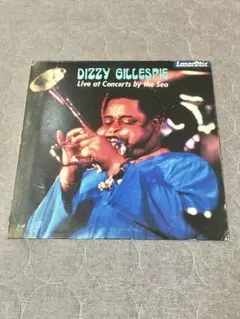 LaserDisc
DIZZY GILLESPIE
Live at Concerts by the Sea